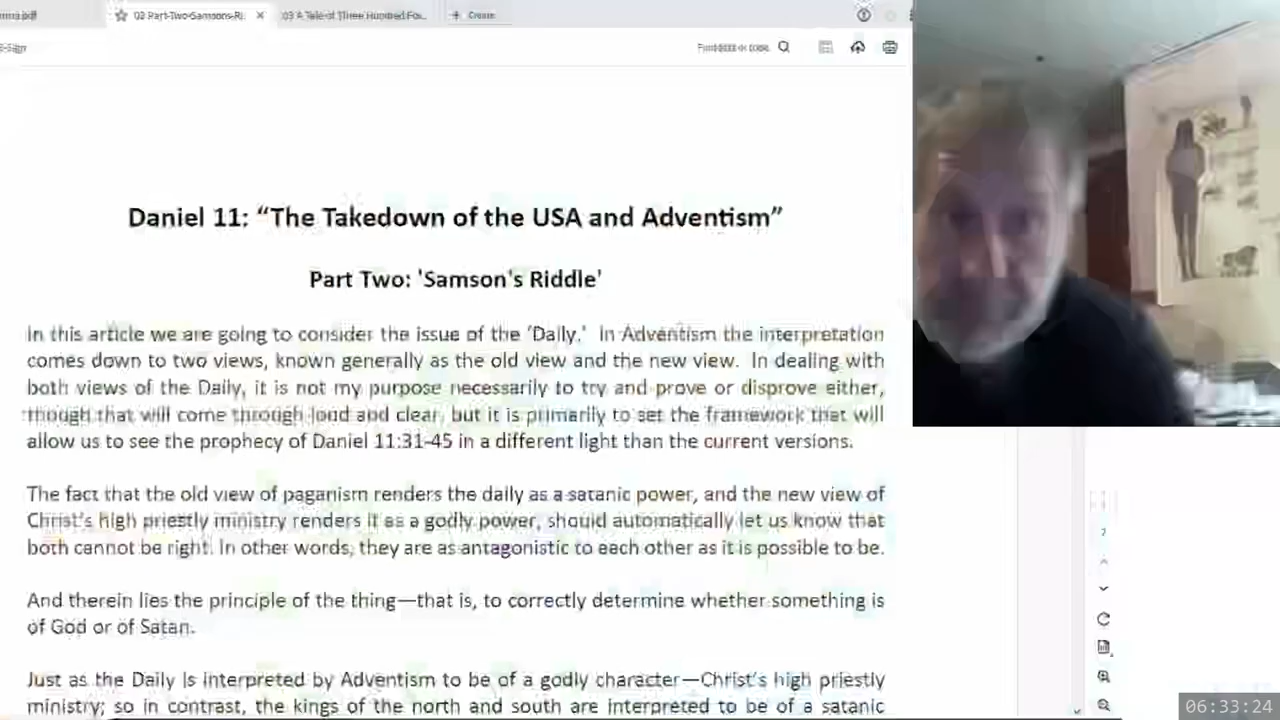 03 Part-Two-Samsons-Ri...
03 A Tale of Three Hundred Fou...
Create
Daniel 11: “The Takedown of the USA and Adventism”
Part Two: 'Samson's Riddle'
In this article we are going to consider the issue of the ‘Daily.’ In Adventism the interpretation
comes down to two views, known generally as the old view and the new view. In dealing with
both views of the Daily, it is not my purpose necessarily to try and prove or disprove either,
though that will come through loud and clear, but it is primarily to set the framework that will
allow us to see the prophecy of Daniel 11:31-45 in a different light than the current versions.
The fact that the old view of paganism renders the daily as a satanic power, and the new view of
Christ’s high priestly ministry renders it as a godly power, should automatically let us know that
both cannot be right. In other words, they are as antagonistic to each other as it is possible to be.
And therein lies the principle of the thing—that is, to correctly determine whether something is
of God or of Satan.
Just as the Daily is interpreted by Adventism to be of a godly character—Christ’s high priestly
ministry; so in contrast, the kings of the north and south are interpreted to be of a satanic
06:33:24